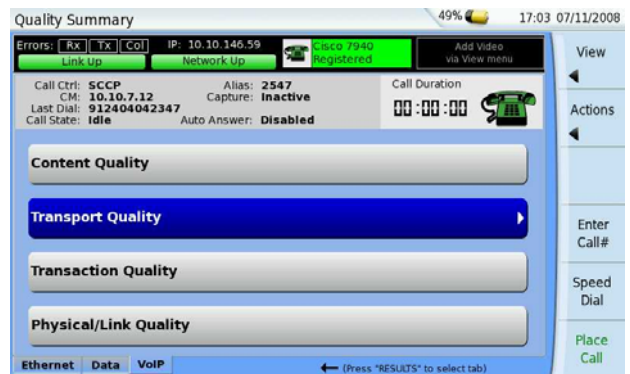 Quality Summary
49%
17:03 07/11/2008
Errors: Rx Tx Col IP: 10.10.146.59
Link Up
Network Up
Cisco 7940
Registered
Add Video
via View menu
Call Ctrl: SCCP
Alias: 2547
CM: 10.10.7.12
Capture: Inactive
Last Dial: 912404042347
Call State: Idle
Auto Answer: Disabled
Call Duration
00:00:00
Content Quality
Transport Quality
Transaction Quality
Physical/Link Quality
Ethernet Data VoIP
(Press "RESULTS" to select tab)
View
Actions
Enter
Call#
Speed
Dial
Place
Call